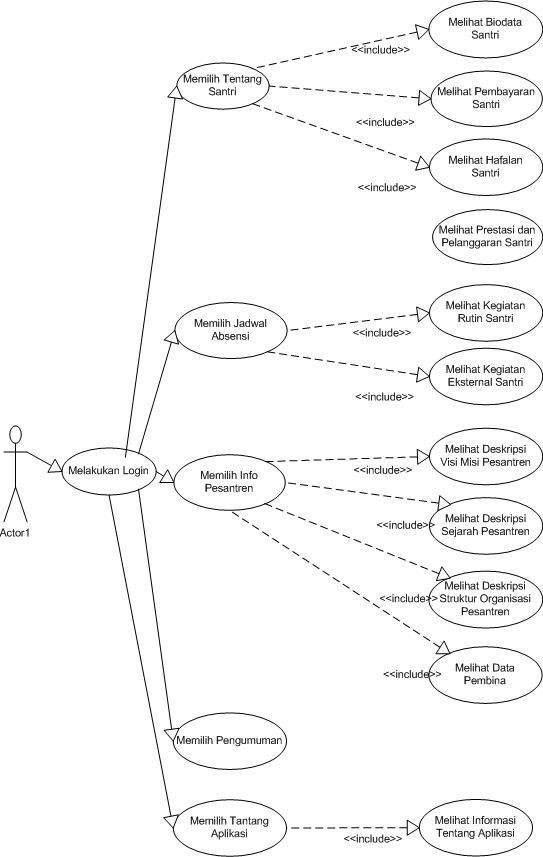 Melihat Biodata
Santri
<<include>>
Memilih Tentang
Santri
Melihat Pembayaran
Santri
<<include>>
Melihat Hafalan
Santri
<<include>>
Melihat Prestasi dan
Pelanggaran Santri
Memilih Jadwal
Absensi
Melihat Kegiatan
Rutin Santri
<<include>>
Melihat Kegiatan
Eksternal Santri
<<include>>
Actor1
Melakukan Login
Memilih Info
Pesantren
Melihat Deskripsi
Visi Misi Pesantren
<<include>>
Melihat Deskripsi
Sejarah Pesantren
<<include>>
Melihat Deskripsi
Struktur Organisasi
Pesantren
<<include>>
Melihat Data
Pembina
<<include>>
Memilih Pengumuman
Memilih Tantang
Aplikasi
Melihat Informasi
Tentang Aplikasi
<<include>>